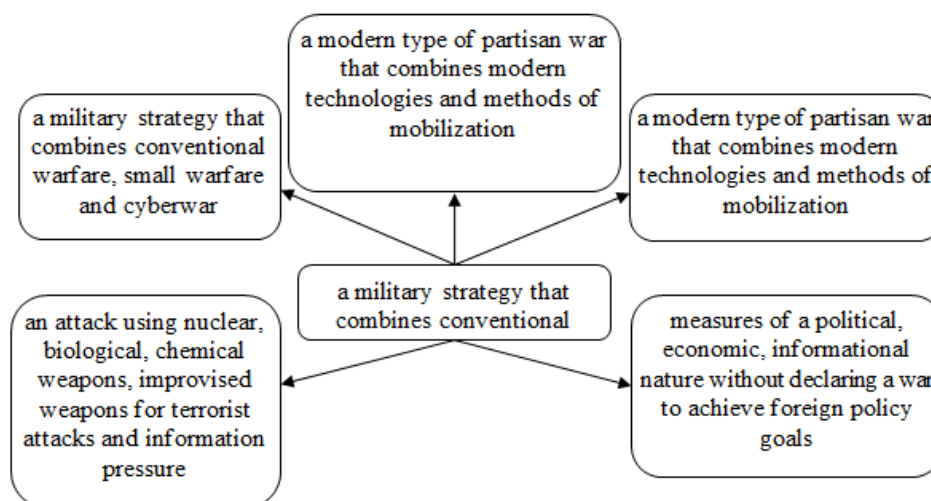 a modern type of partisan war
that combines modern
technologies and methods of
mobilization
a military strategy that
combines conventional
warfare, small warfare
and cyberwar
a modern type of partisan war
that combines modern
technologies and methods of
mobilization
a military strategy that
combines conventional
an attack using nuclear,
biological, chemical
weapons, improvised
weapons for terrorist
attacks and information
pressure
measures of a political,
economic, informational
nature without declaring a war
to achieve foreign policy
goals